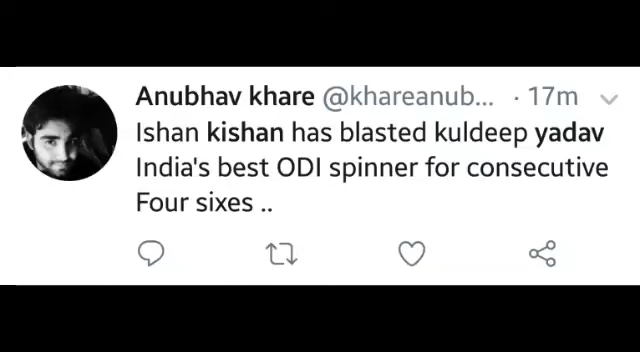 Anubhav khare @khareanub... · 17m
Ishan kishan has blasted kuldeep yadav
India's best ODI spinner for consecutive
Four sixes ..